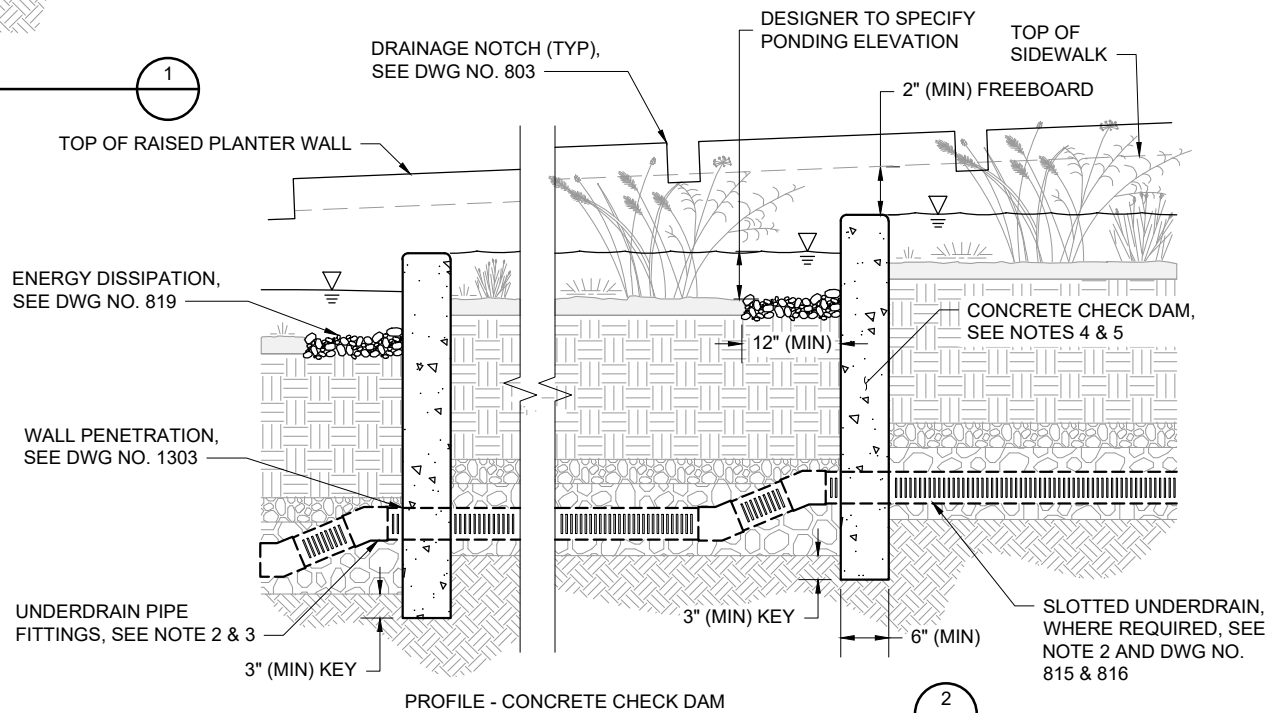 1
DRAINAGE NOTCH (TYP),
SEE DWG NO. 803
DESIGNER TO SPECIFY
PONDING ELEVATION
TOP OF
SIDEWALK
2" (MIN) FREEBOARD
TOP OF RAISED PLANTER WALL
ENERGY DISSIPATION,
SEE DWG NO. 819
CONCRETE CHECK DAM,
SEE NOTES 4 & 5
12" (MIN)
WALL PENETRATION,
SEE DWG NO. 1303
UNDERDRAIN PIPE
FITTINGS, SEE NOTE 2 & 3
3" (MIN) KEY
3" (MIN) KEY
6" (MIN)
SLOTTED UNDERDRAIN,
WHERE REQUIRED, SEE
NOTE 2 AND DWG NO.
815 & 816
PROFILE - CONCRETE CHECK DAM
2